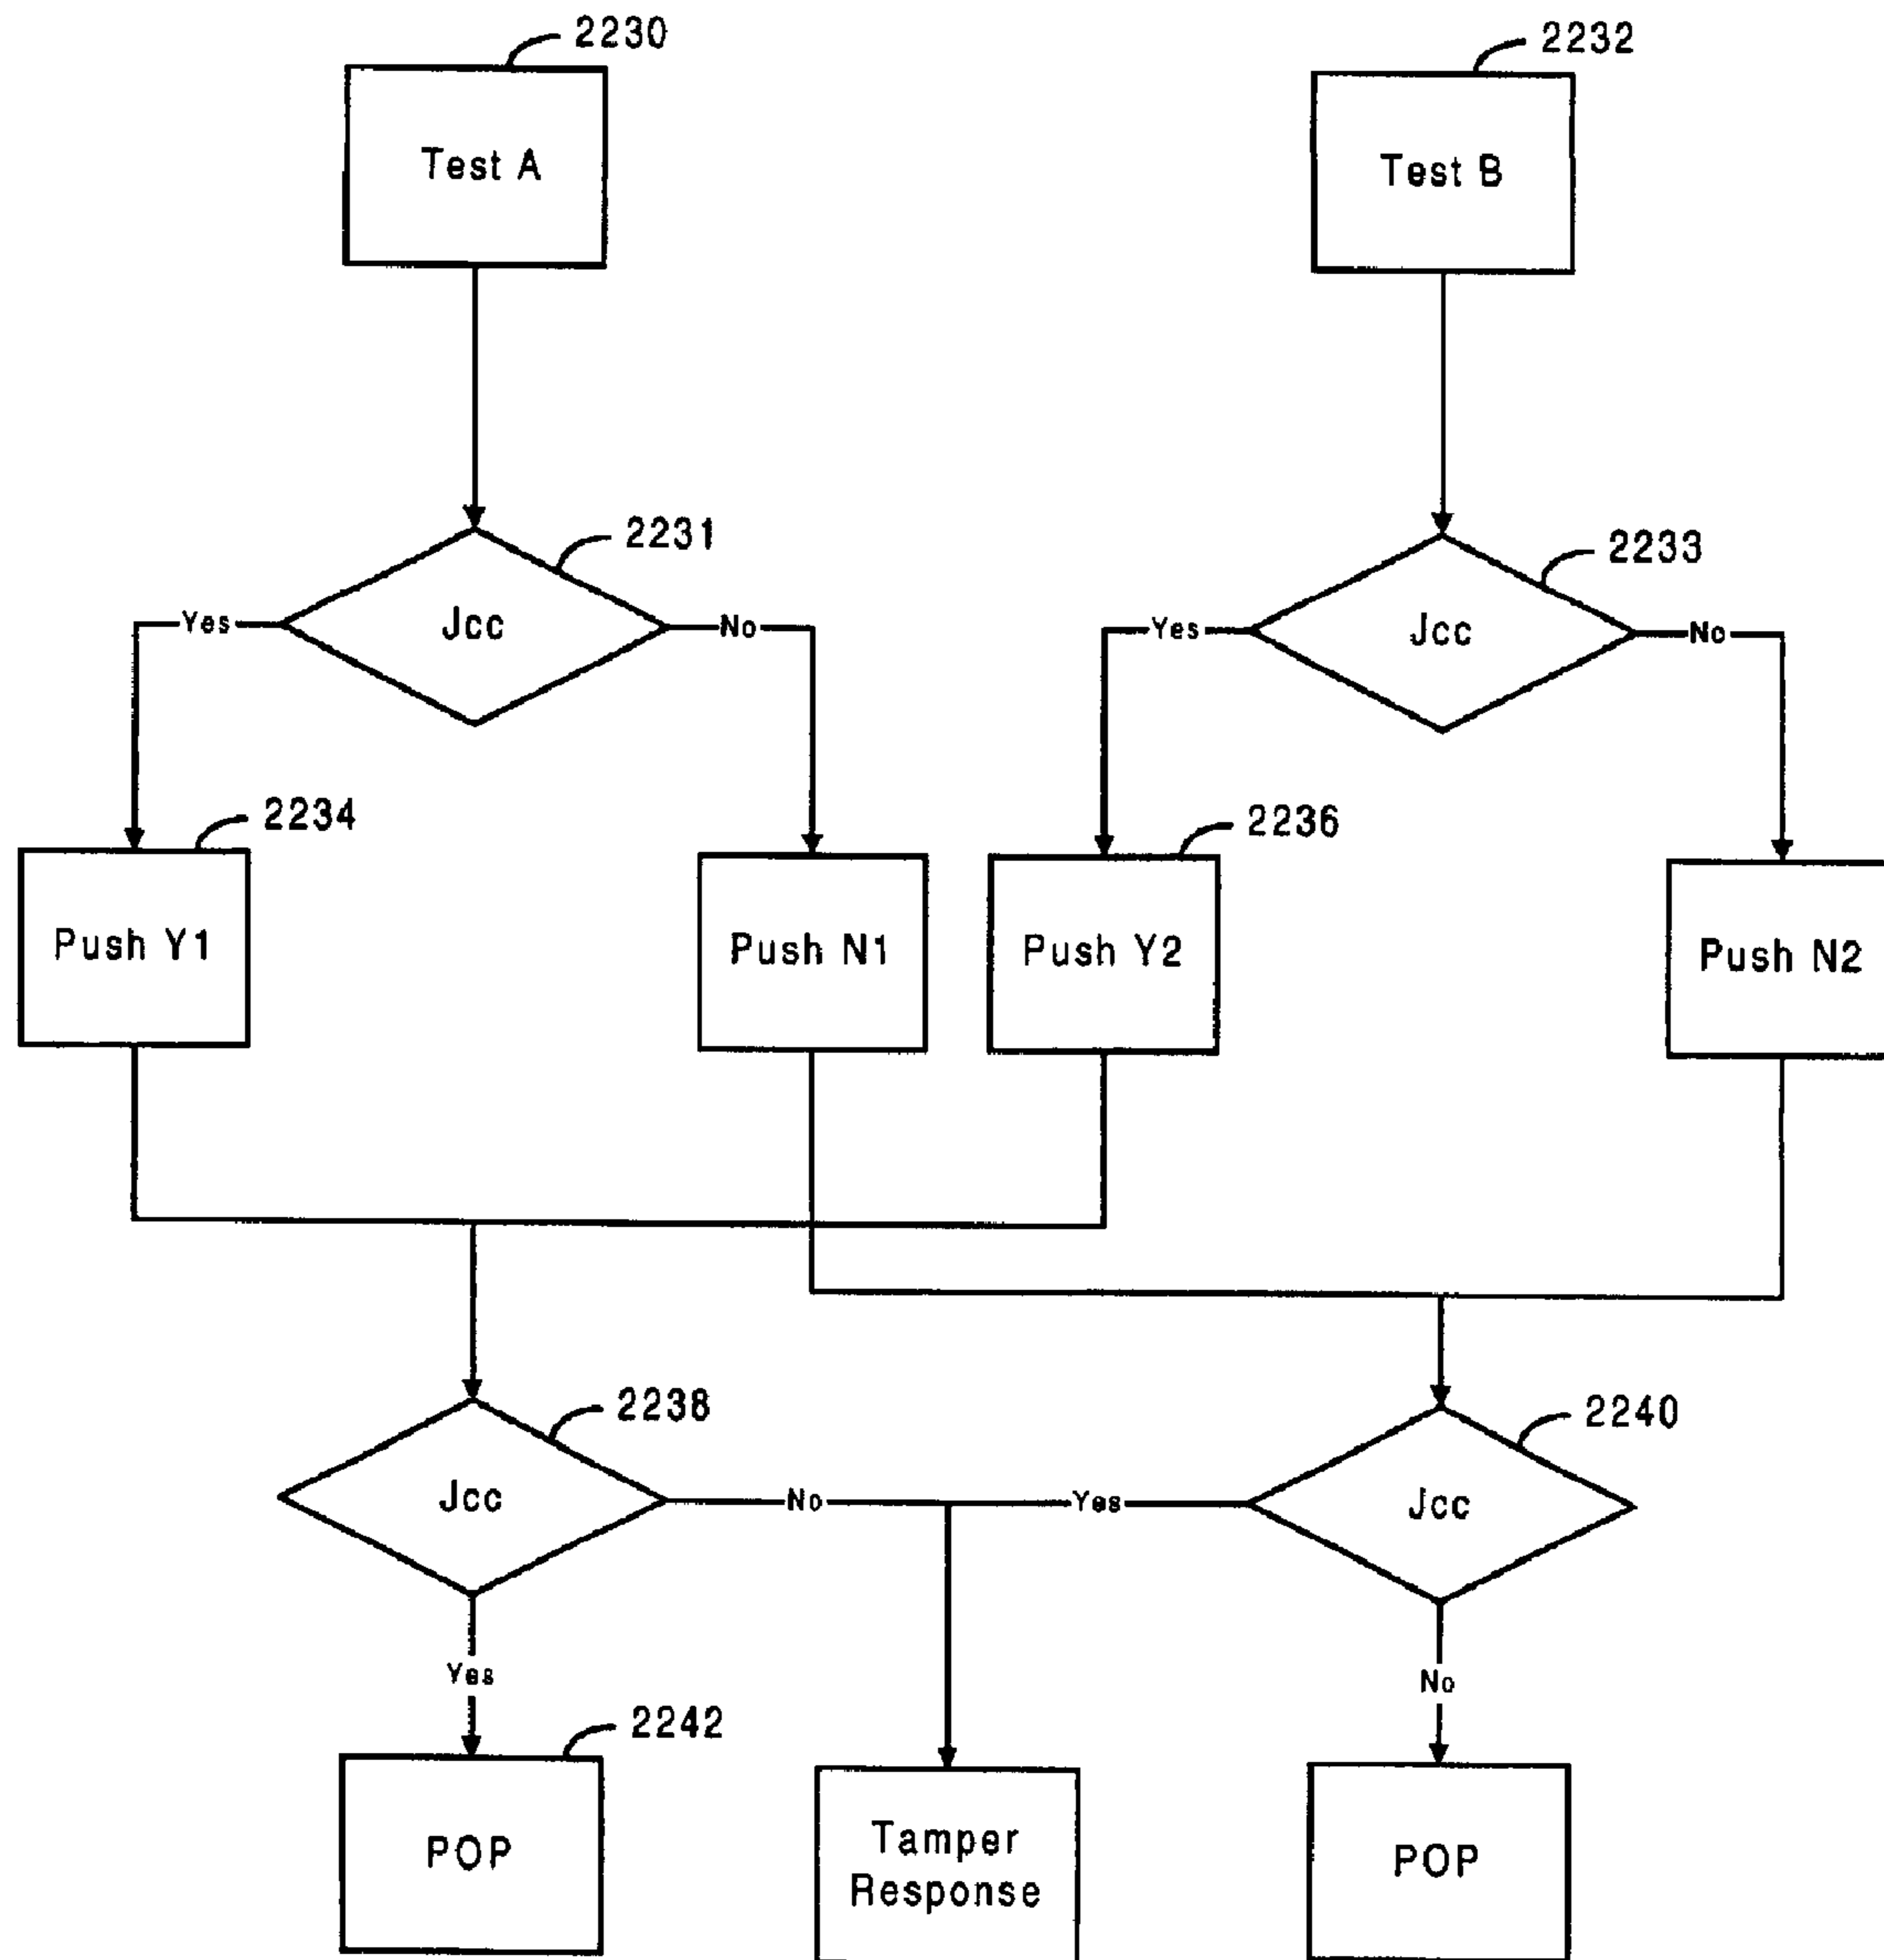 2230
2232
Test A
Test B
2231
2233
Yes
Jcc
No
Yes
Jcc
No
2234
2236
Push Y1
Push N1
Push Y2
Push N2
2238
2240
Jcc
No
Yes
Jcc
Yes
No
2242
POP
Tamper
Response
POP